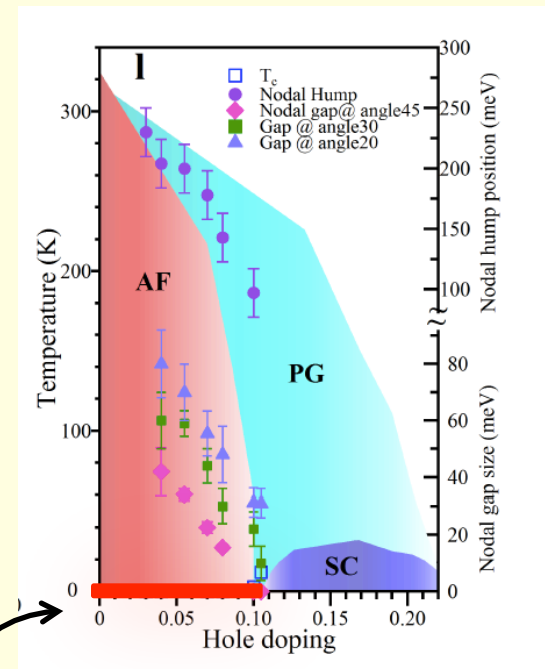 l
T_c
Nodal Hump
Nodal gap@ angle45
Gap @ angle30
Gap @ angle20
300
200
100
0
Temperature (K)
AF
PG
SC
300
250
200
150
100
Nodal hump position (meV)
~
80
60
40
20
0
Nodal gap size (meV)
)
0
0.05
0.10
0.15
0.20
Hole doping